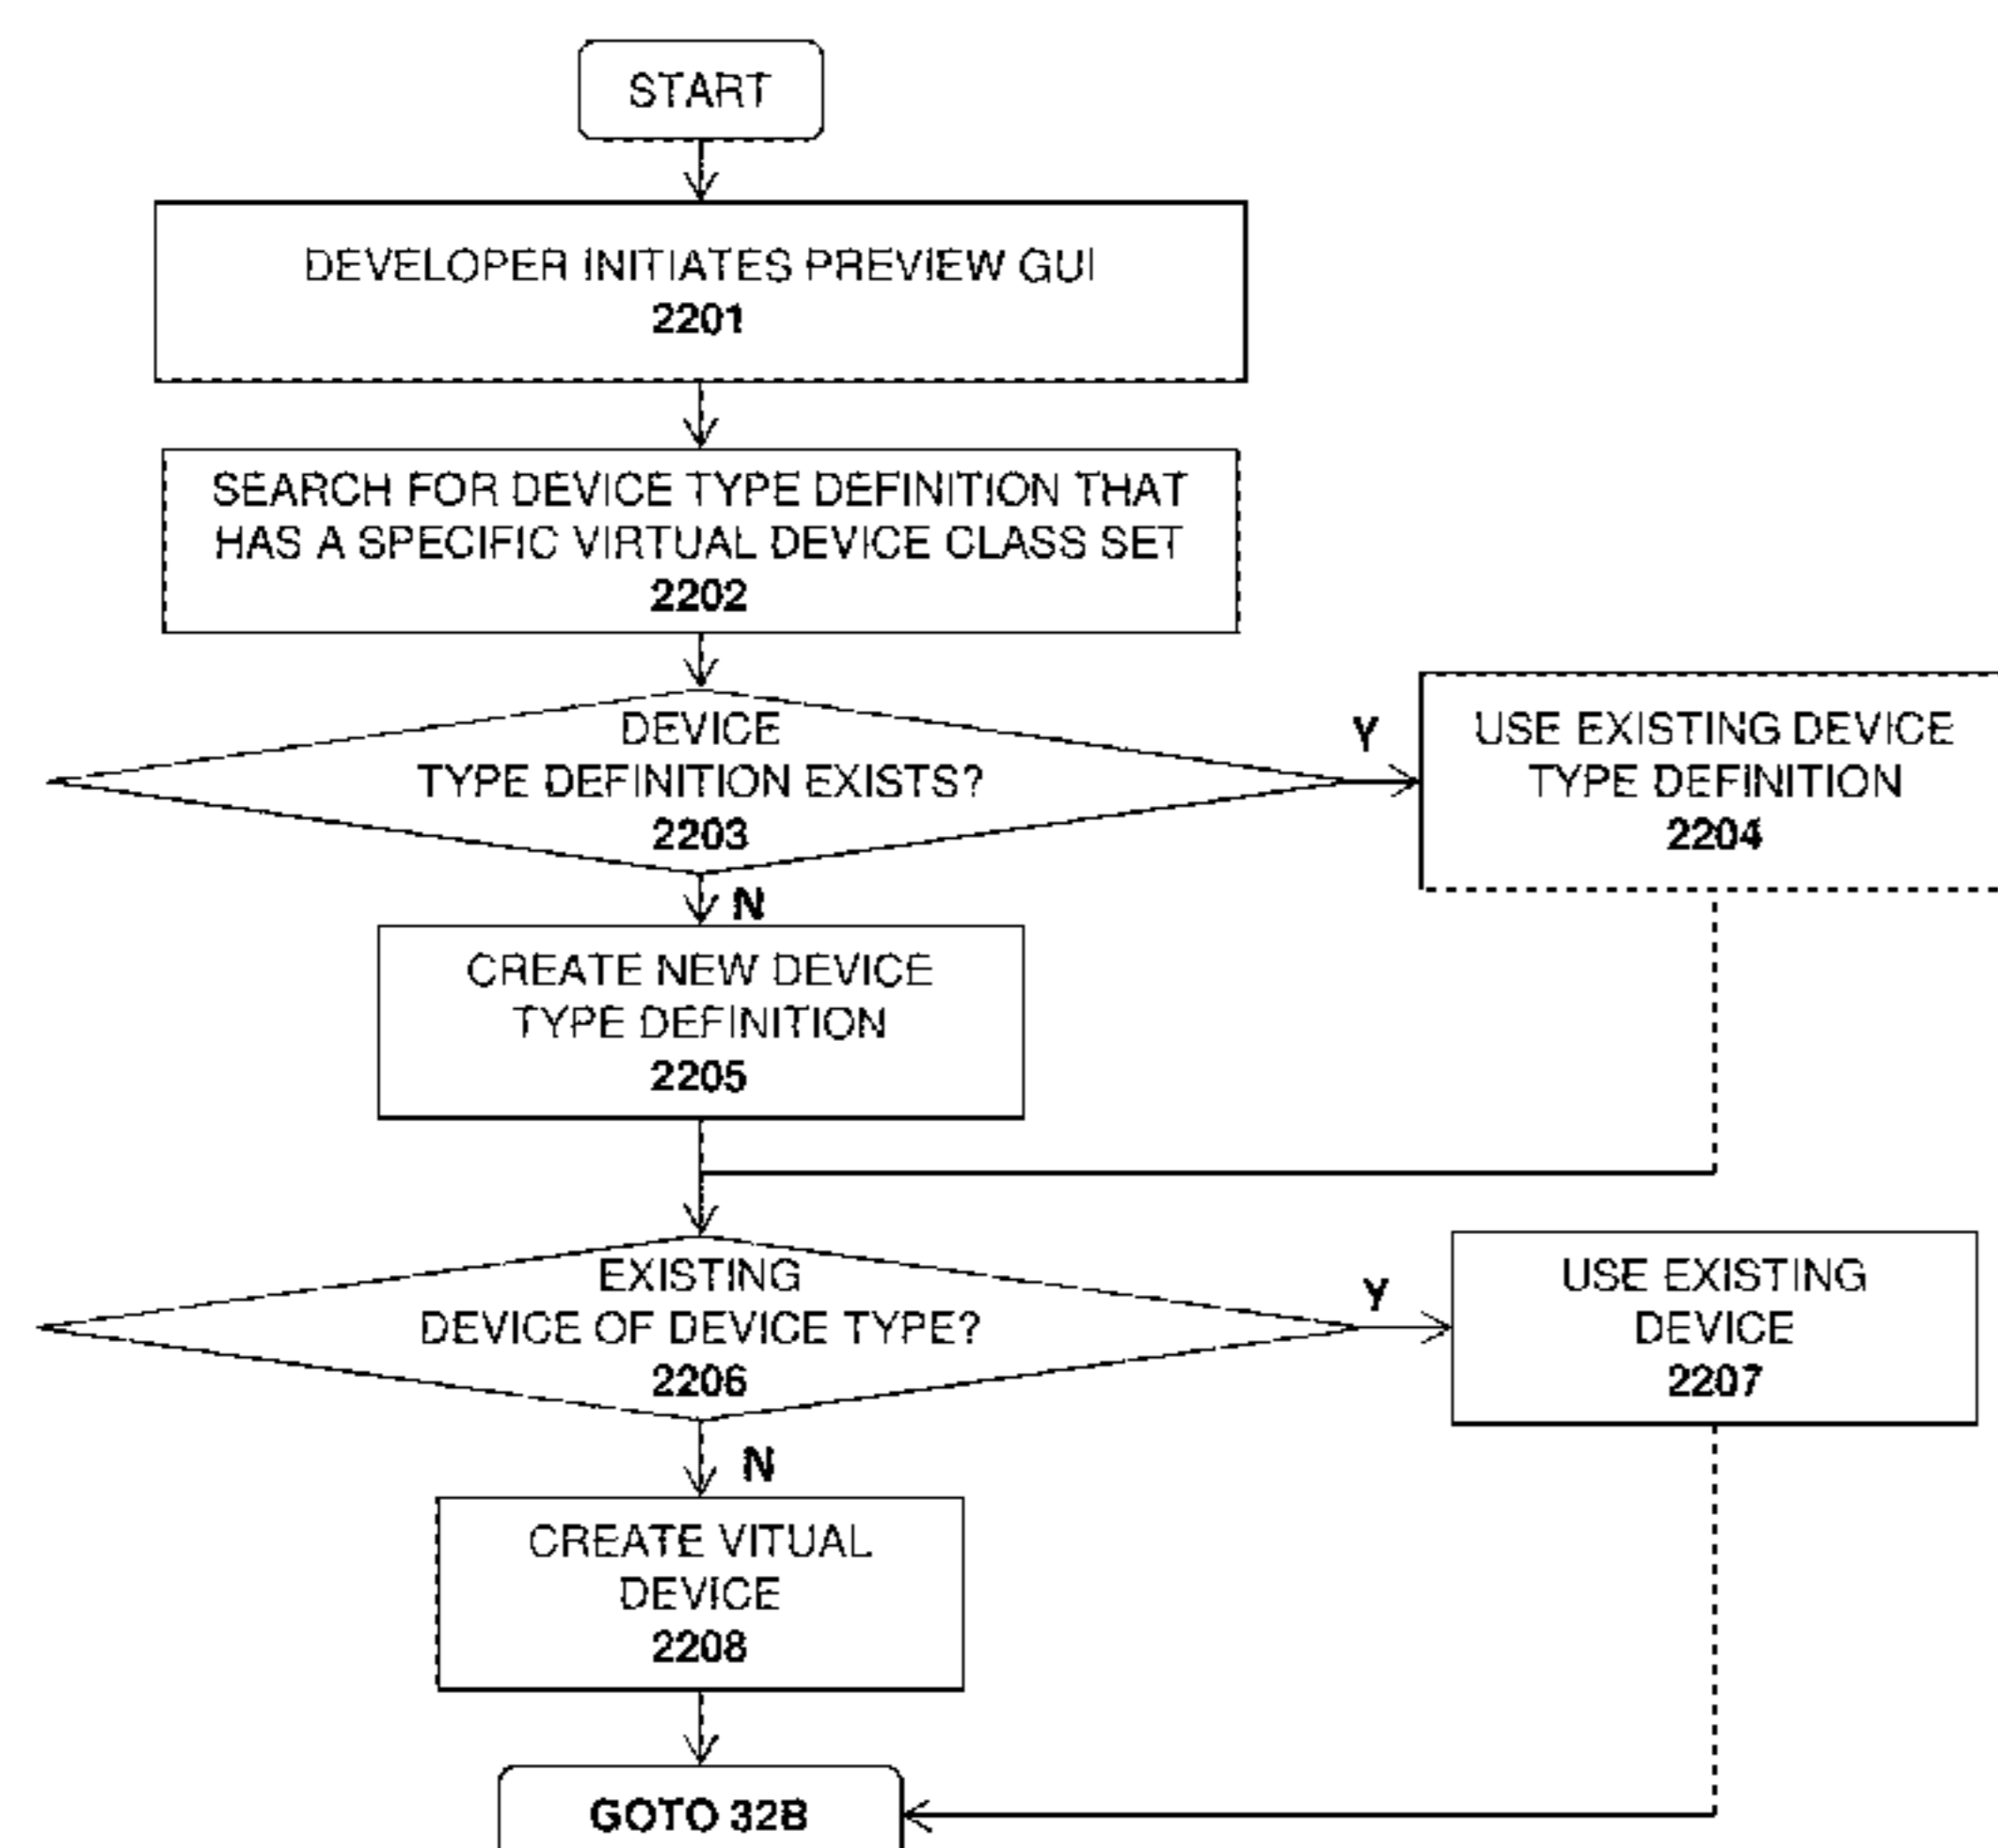 START
DEVELOPER INITIATES PREVIEW GUI
2201
SEARCH FOR DEVICE TYPE DEFINITION THAT
HAS A SPECIFIC VIRTUAL DEVICE CLASS SET
2202
DEVICE
TYPE DEFINITION EXISTS?
2203
Y
USE EXISTING DEVICE
TYPE DEFINITION
2204
N
CREATE NEW DEVICE
TYPE DEFINITION
2205
EXISTING
DEVICE OF DEVICE TYPE?
2206
Y
USE EXISTING
DEVICE
2207
N
CREATE VITUAL
DEVICE
2208
GOTO 32B